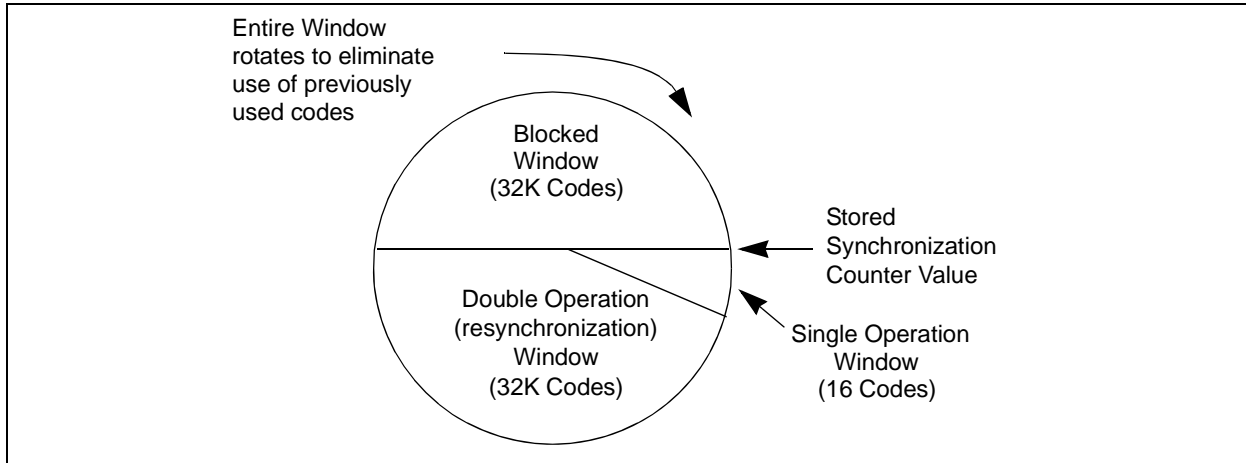 Entire Window
rotates to eliminate
use of previously
used codes
Blocked
Window
(32K Codes)
Stored
Synchronization
Counter Value
Double Operation
(resynchronization)
Window
(32K Codes)
Single Operation
Window
(16 Codes)